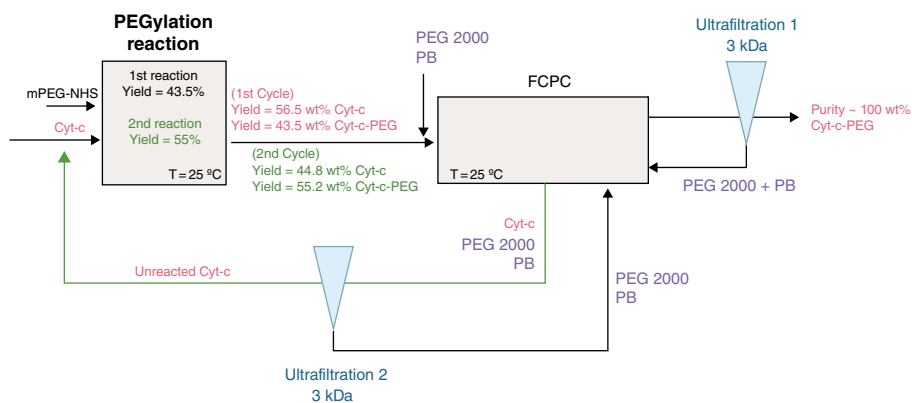 PEGylation
reaction
1st reaction
Yield = 43.5%
2nd reaction
Yield = 55%
T = 25 ºC
mPEG-NHS
Cyt-c
(1st Cycle)
Yield = 56.5 wt% Cyt-c
Yield = 43.5 wt% Cyt-c-PEG
(2nd Cycle)
Yield = 44.8 wt% Cyt-c
Yield = 55.2 wt% Cyt-c-PEG
PEG 2000
PB
FCPC
T = 25 ºC
Ultrafiltration 1
3 kDa
Purity ~ 100 wt%
Cyt-c-PEG
PEG 2000 + PB
Cyt-c
PEG 2000
PB
Unreacted Cyt-c
PEG 2000
PB
Ultrafiltration 2
3 kDa